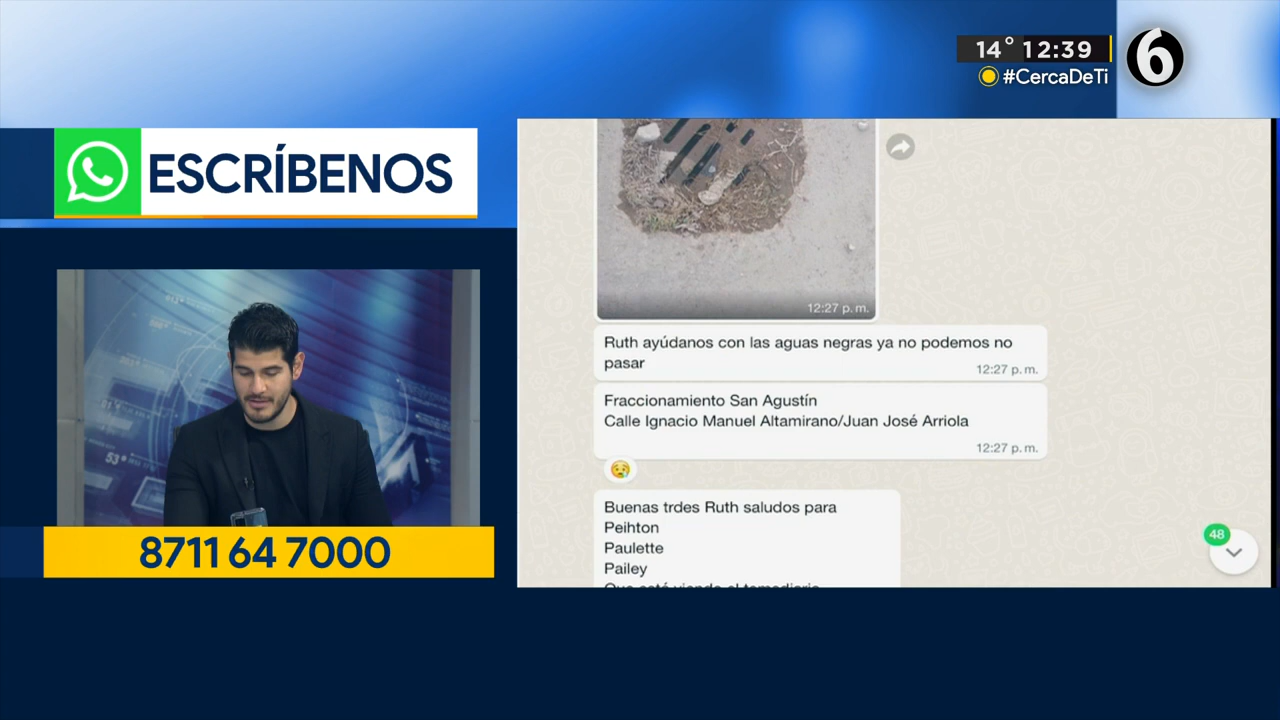 14° 12:39
#CercaDeTi
6
ESCRÍBENOS
12:27 p.m.
Ruth ayúdanos con las aguas negras ya no podemos no
pasar
12:27 p.m.
Fraccionamiento San Agustín
Calle Ignacio Manuel Altamirano/Juan José Arriola
12:27 p.m.
Buenas trdes Ruth saludos para
Peihton
Paulette
Pailey
48
53
8711 64 7000